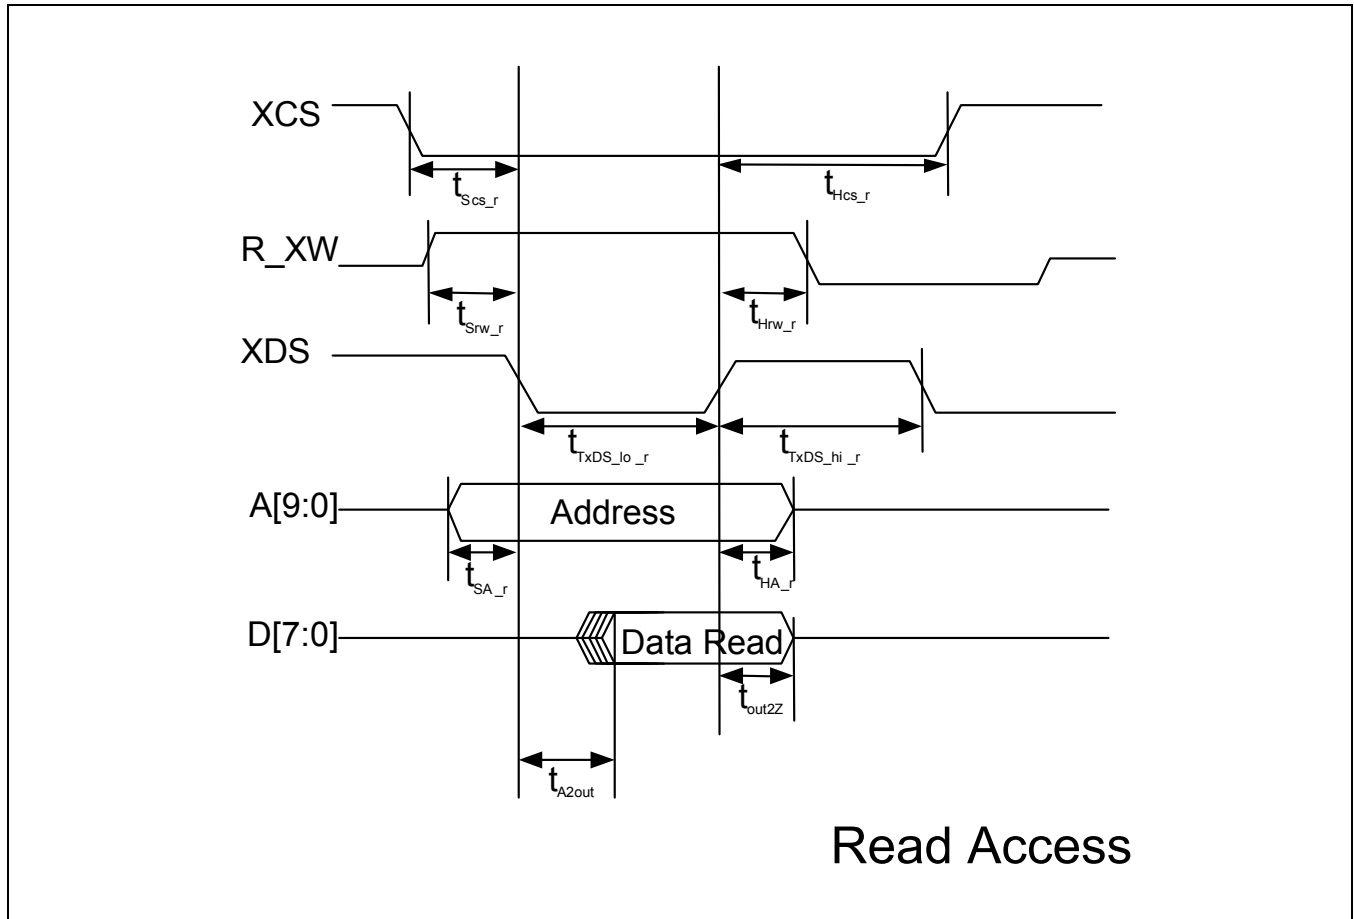 XCS
tScs_r
tHcs_r
R_XW
tSrw_r
tHrw_r
XDS
tTxDS_lo _r
tTxDS_hi _r
A[9:0]
Address
tSA _r
tHA _r
D[7:0]
Data Read
tout2Z
tA2out
Read Access